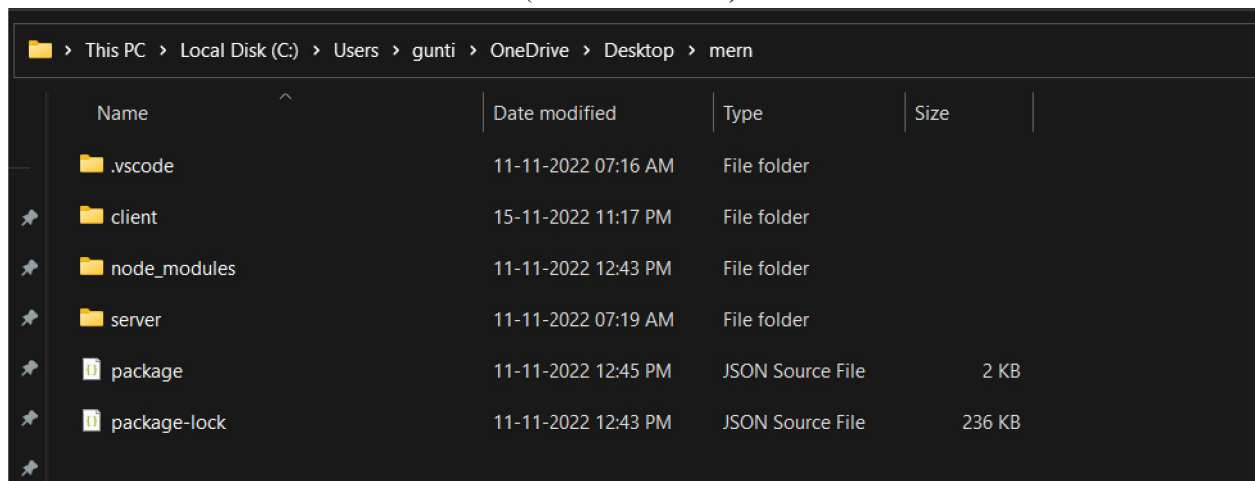 > This PC > Local Disk (C:) > Users > gunti > OneDrive > Desktop > mern
Name Date modified Type Size
.vscode 11-11-2022 07:16 AM File folder
client 15-11-2022 11:17 PM File folder
node_modules 11-11-2022 12:43 PM File folder
server 11-11-2022 07:19 AM File folder
package 11-11-2022 12:45 PM JSON Source File 2 KB
package-lock 11-11-2022 12:43 PM JSON Source File 236 KB